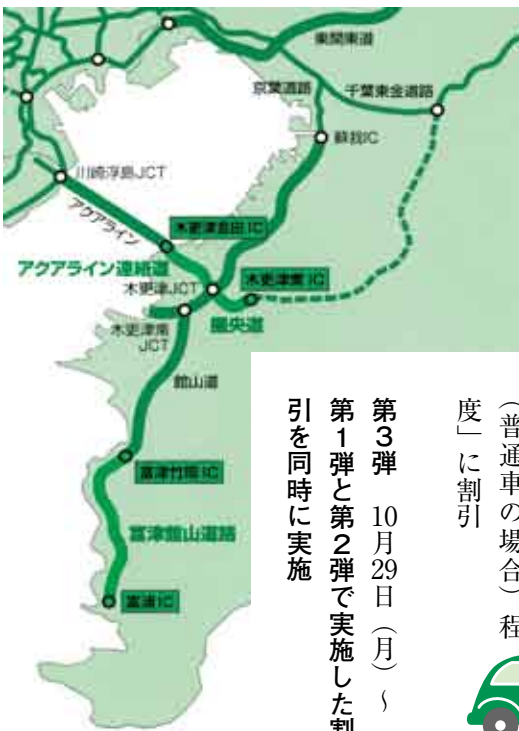 東関東道
京葉道路
千葉東金道路
蘇我IC
川崎浮島JCT
アクアライン
木更津金田IC
アクアライン連絡道
木更津JCT
木更津東IC
圏央道
木更津南
JCT
館山道
富津竹岡IC
富津館山道路
富浦IC
（普通車の場合）程
度」に割引
第3弾 10月29日（月）～
第1弾と第2弾で実施した割
引を同時に実施